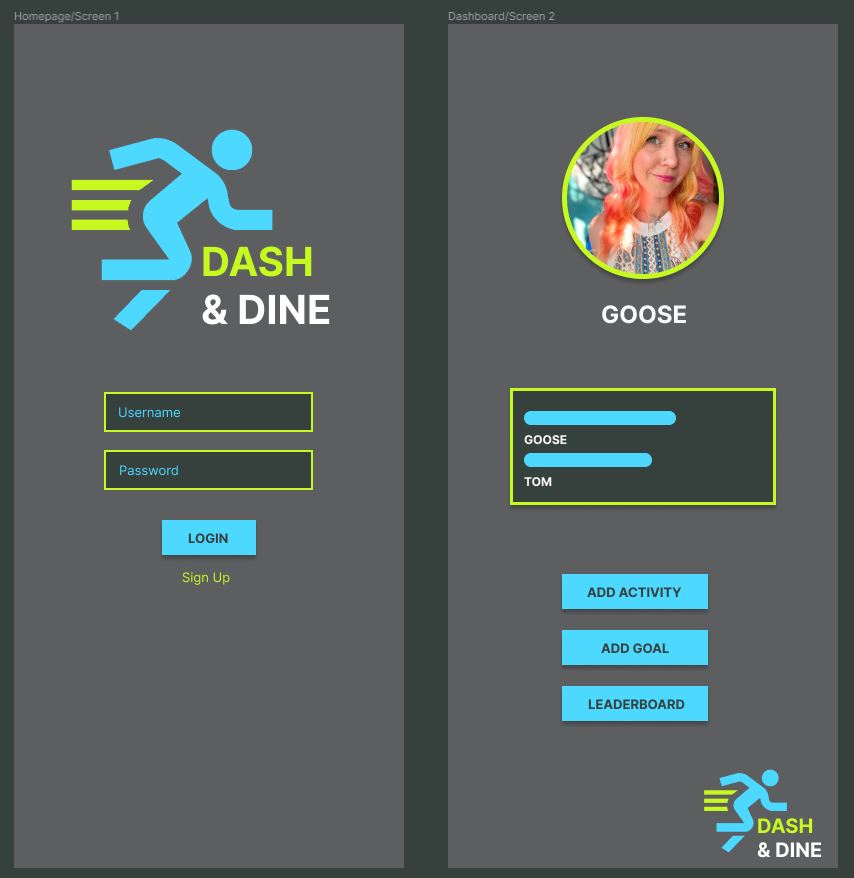 Homepage/Screen 1
DASH
& DINE
Username
Password
LOGIN
Sign Up
Dashboard/Screen 2
GOOSE
GOOSE
TOM
ADD ACTIVITY
ADD GOAL
LEADERBOARD
DASH
& DINE